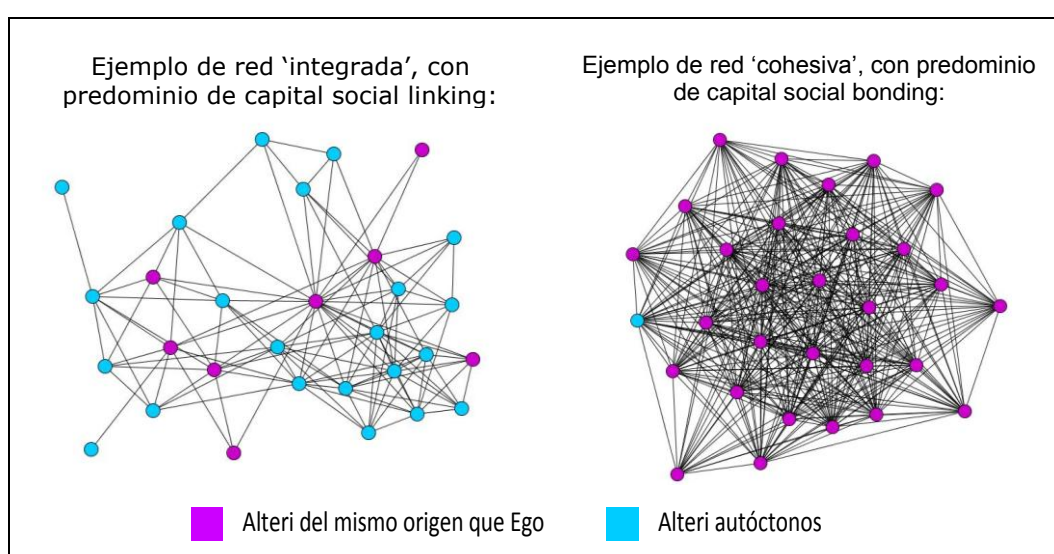 Ejemplo de red ‘integrada’, con
predominio de capital social linking:
Ejemplo de red ‘cohesiva’, con predominio
de capital social bonding:
Alteri del mismo origen que Ego
Alteri autóctonos